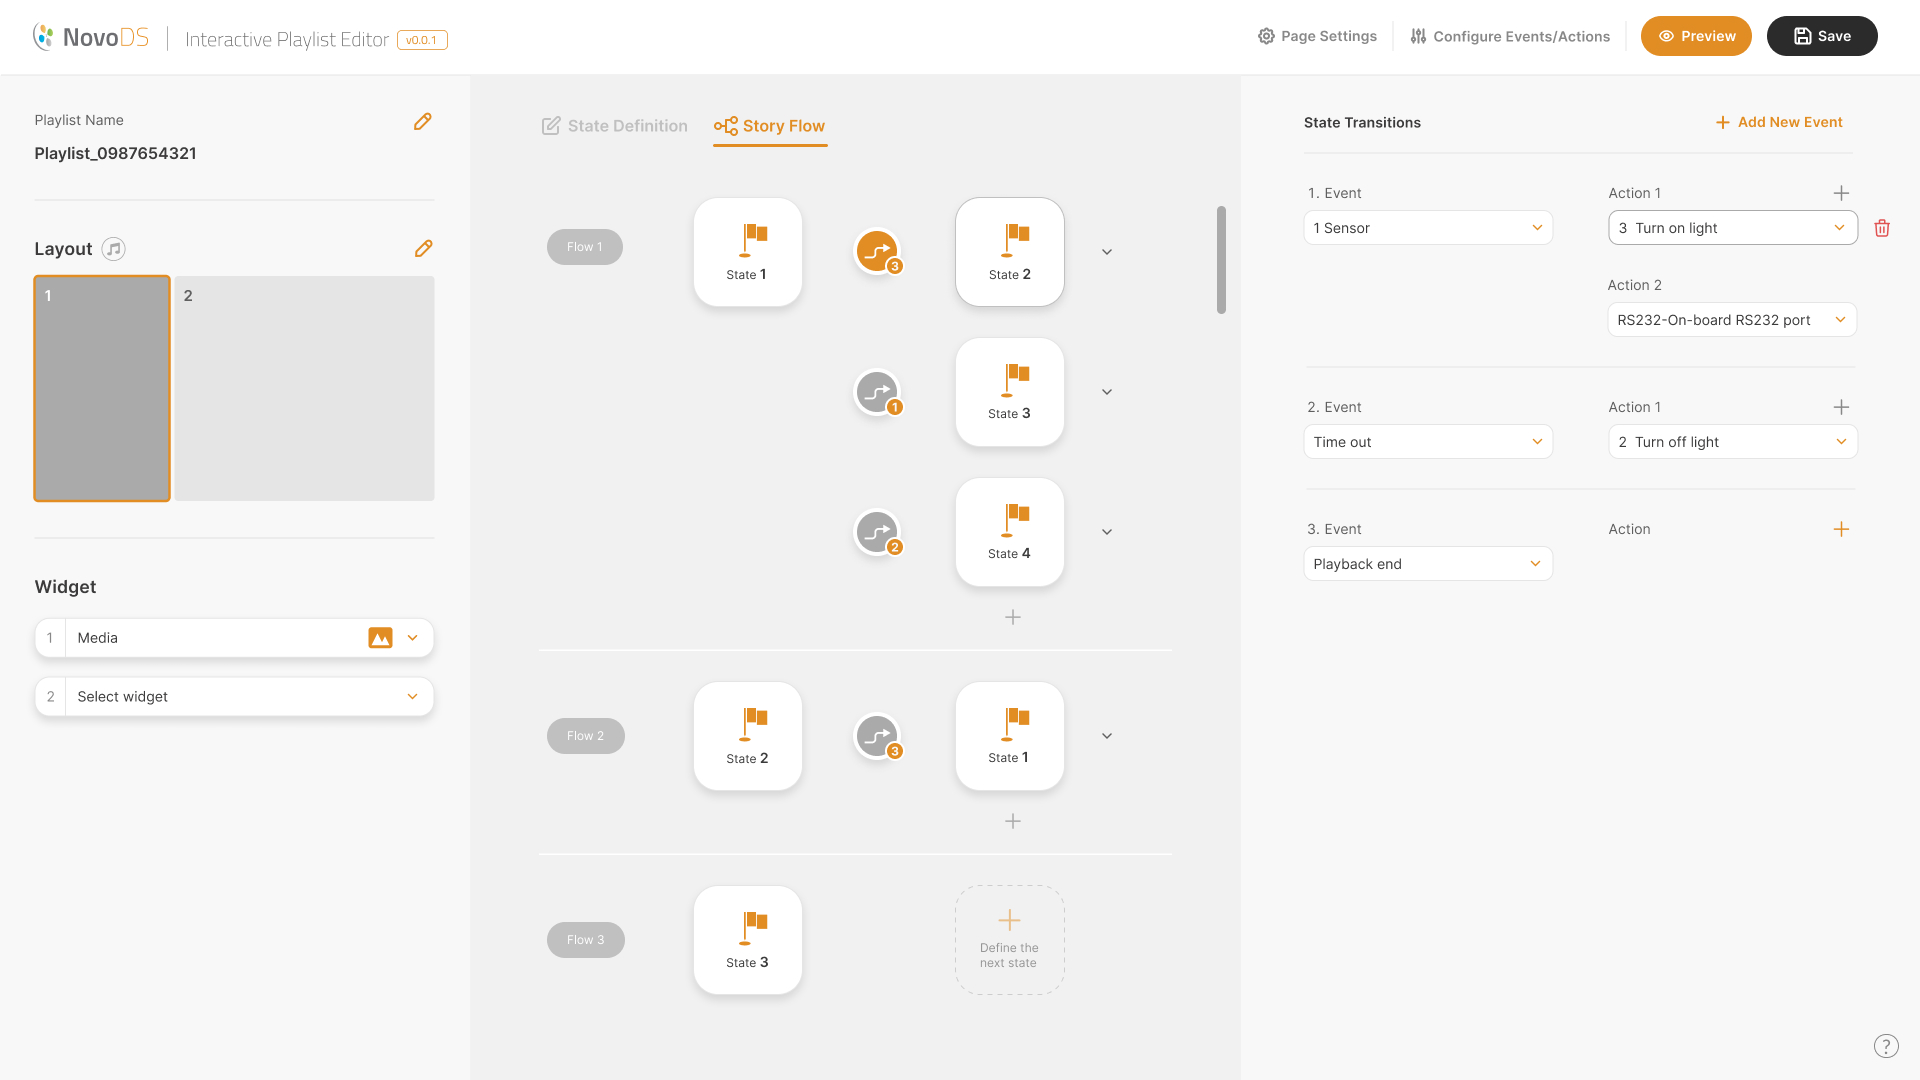 NovoDS
Interactive Playlist Editor
v0.0.1
Page Settings
Configure Events/Actions
Preview
Save
Playlist Name
Playlist_0987654321
Layout
1
2
Widget
1 Media
2 Select widget
State Definition
Story Flow
Flow 1
State 1
3
State 2
1
State 3
2
State 4
Flow 2
State 2
3
State 1
Flow 3
State 3
Define the
next state
State Transitions
Add New Event
1. Event
Action 1
1 Sensor
3 Turn on light
Action 2
RS232-On-board RS232 port
2. Event
Action 1
Time out
2 Turn off light
3. Event
Action
Playback end
?